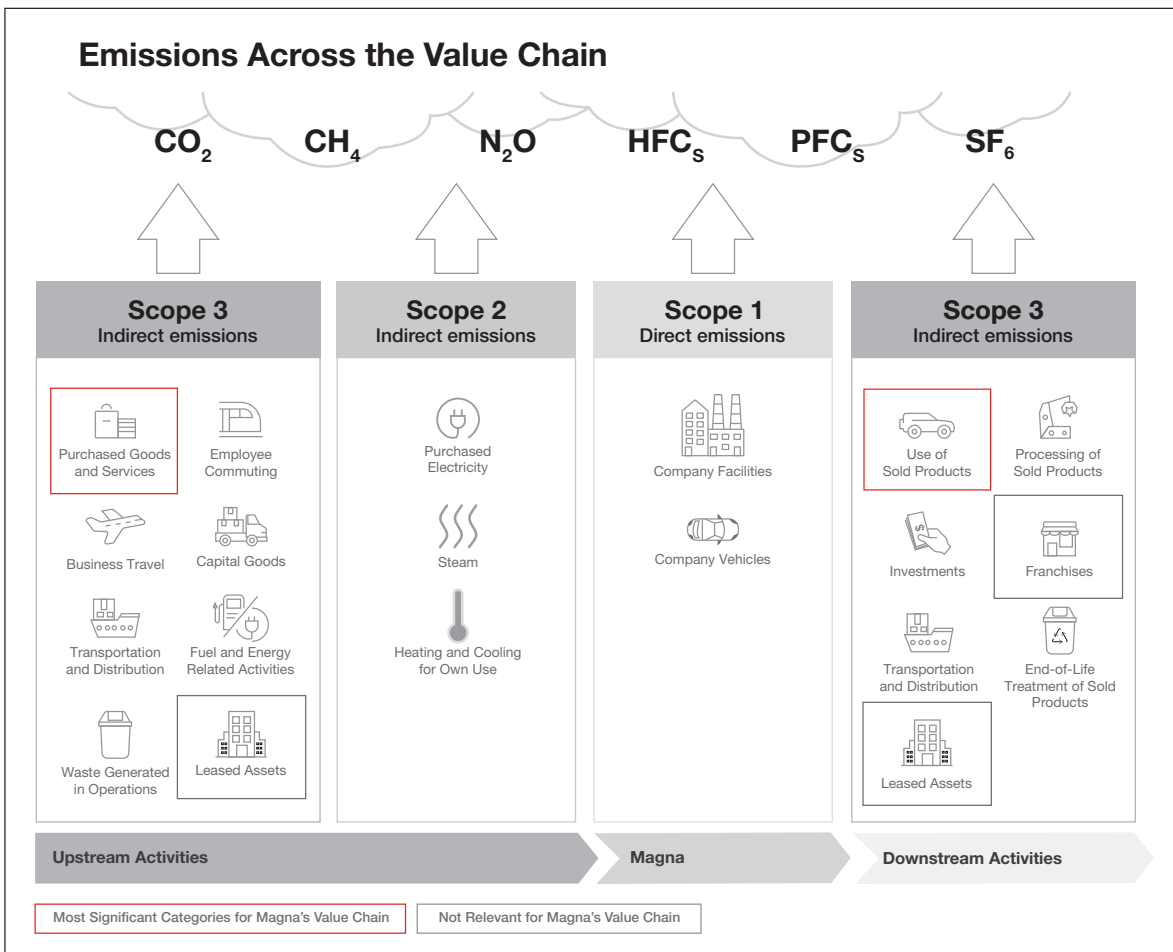 Emissions Across the Value Chain
CO2
CH4
N2O
HFCS
PFCS
SF6
Scope 3
Indirect emissions
Purchased Goods
and Services
Employee
Commuting
Business Travel
Capital Goods
Transportation
and Distribution
Fuel and Energy
Related Activities
Waste Generated
in Operations
Leased Assets
Scope 2
Indirect emissions
Purchased
Electricity
Steam
Heating and Cooling
for Own Use
Scope 1
Direct emissions
Company Facilities
Company Vehicles
Scope 3
Indirect emissions
Use of
Sold Products
Processing of
Sold Products
$
Investments
Franchises
Transportation
and Distribution
End-of-Life
Treatment of Sold
Products
Leased Assets
Upstream Activities
Magna
Downstream Activities
Most Significant Categories for Magna's Value Chain
Not Relevant for Magna's Value Chain